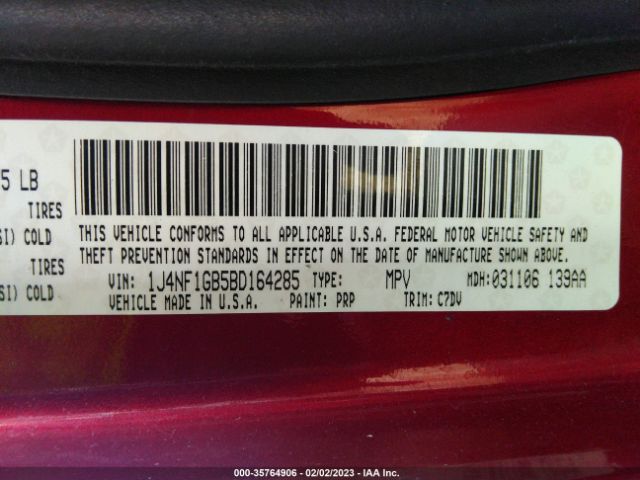 5 LB
TIRES
SI) COLD
TIRES
SI) COLD
THIS VEHICLE CONFORMS TO ALL APPLICABLE U.S.A. FEDERAL MOTOR VEHICLE SAFETY AND
THEFT PREVENTION STANDARDS IN EFFECT ON THE DATE OF MANUFACTURE SHOWN ABOVE.
VIN: 1J4NF1GB5BD164285 TYPE: MPV MDH: 031106 139AA
VEHICLE MADE IN U.S.A. PAINT: PRP TRIM: C7DV
000-35764906 - 02/02/2023 - IAA Inc.